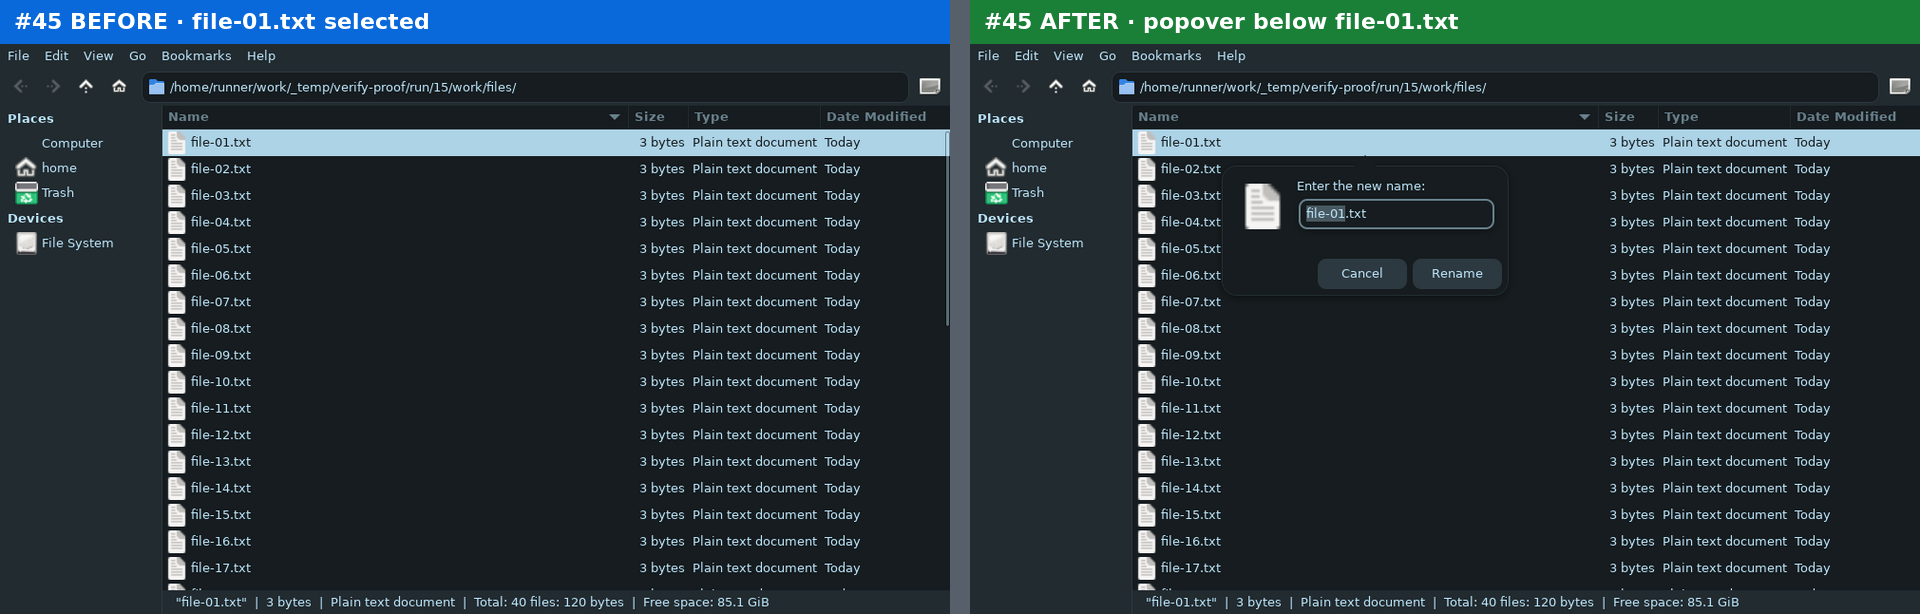 #45 BEFORE · file-01.txt selected
File Edit View Go Bookmarks Help
/home/runner/work/_temp/verify-proof/run/15/work/files/
Places
Computer
home
Trash
Devices
File System
Name Size Type Date Modified
file-01.txt 3 bytes Plain text document Today
file-02.txt 3 bytes Plain text document Today
file-03.txt 3 bytes Plain text document Today
file-04.txt 3 bytes Plain text document Today
file-05.txt 3 bytes Plain text document Today
file-06.txt 3 bytes Plain text document Today
file-07.txt 3 bytes Plain text document Today
file-08.txt 3 bytes Plain text document Today
file-09.txt 3 bytes Plain text document Today
file-10.txt 3 bytes Plain text document Today
file-11.txt 3 bytes Plain text document Today
file-12.txt 3 bytes Plain text document Today
file-13.txt 3 bytes Plain text document Today
file-14.txt 3 bytes Plain text document Today
file-15.txt 3 bytes Plain text document Today
file-16.txt 3 bytes Plain text document Today
file-17.txt 3 bytes Plain text document Today
"file-01.txt" | 3 bytes | Plain text document | Total: 40 files: 120 bytes | Free space: 85.1 GiB
#45 AFTER · popover below file-01.txt
File Edit View Go Bookmarks Help
/home/runner/work/_temp/verify-proof/run/15/work/files/
Places
Computer
home
Trash
Devices
File System
Name Size Type Date Modified
file-01.txt 3 bytes Plain text document Today
file-02.txt 3 bytes Plain text document Today
file-03.txt 3 bytes Plain text document Today
file-04.txt 3 bytes Plain text document Today
file-05.txt 3 bytes Plain text document Today
file-06.txt 3 bytes Plain text document Today
file-07.txt 3 bytes Plain text document Today
file-08.txt 3 bytes Plain text document Today
file-09.txt 3 bytes Plain text document Today
file-10.txt 3 bytes Plain text document Today
file-11.txt 3 bytes Plain text document Today
file-12.txt 3 bytes Plain text document Today
file-13.txt 3 bytes Plain text document Today
file-14.txt 3 bytes Plain text document Today
file-15.txt 3 bytes Plain text document Today
file-16.txt 3 bytes Plain text document Today
file-17.txt 3 bytes Plain text document Today
Enter the new name:
file-01.txt
Cancel Rename
"file-01.txt" | 3 bytes | Plain text document | Total: 40 files: 120 bytes | Free space: 85.1 GiB